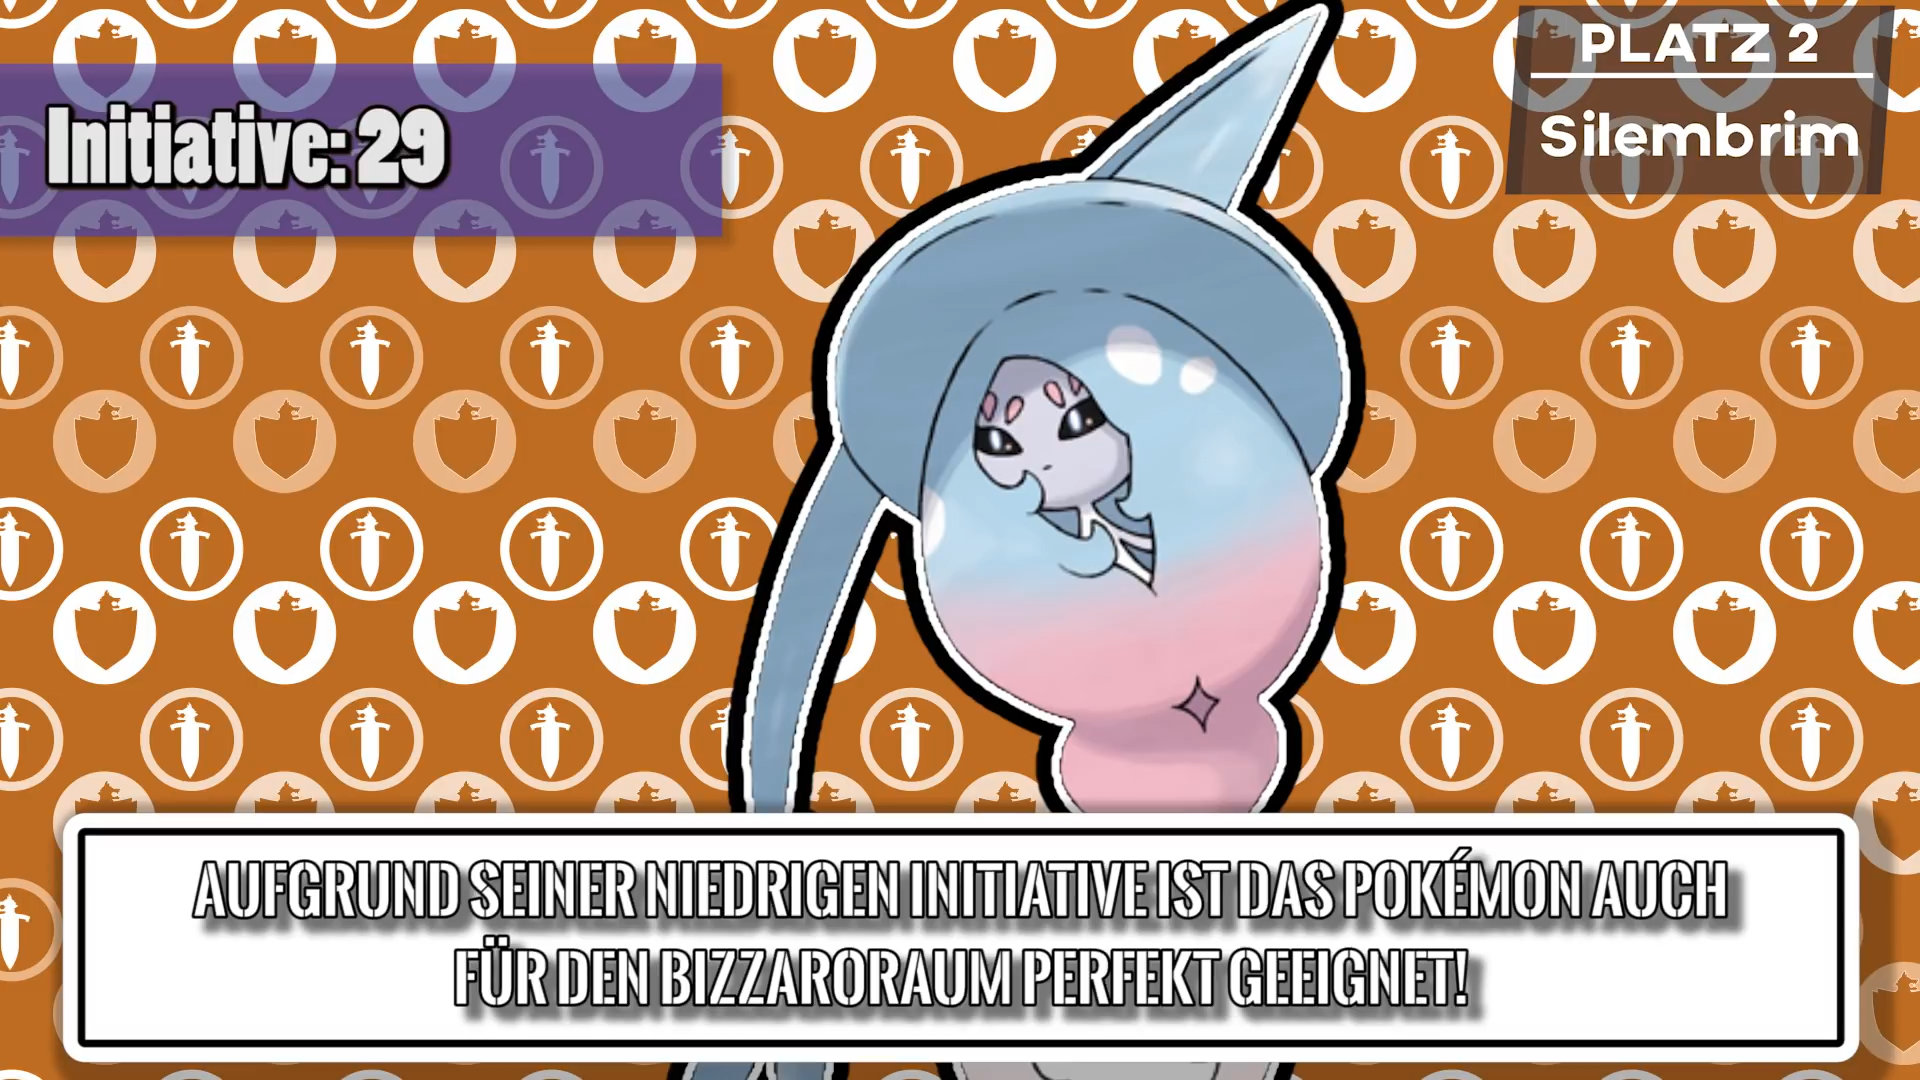 PLATZ 2
Silembrim
Initiative: 29
AUFGRUND SEINER NIEDRIGEN INITIATIVE IST DAS POKÉMON AUCH
FÜR DEN BIZZARORAUM PERFEKT GEEIGNET!